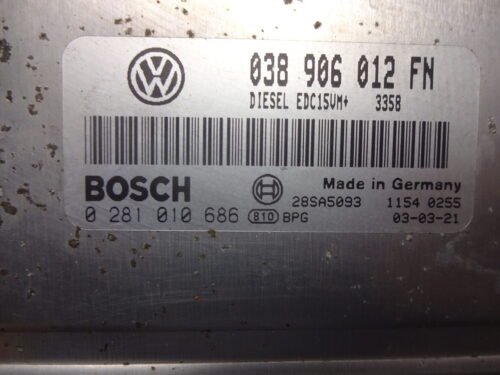 038 906 012 FN
DIESEL EDC15VM+ 3358
BOSCH
Made in Germany
0 281 010 686 810 BPG
28SA5093 1154 0255
03-03-21